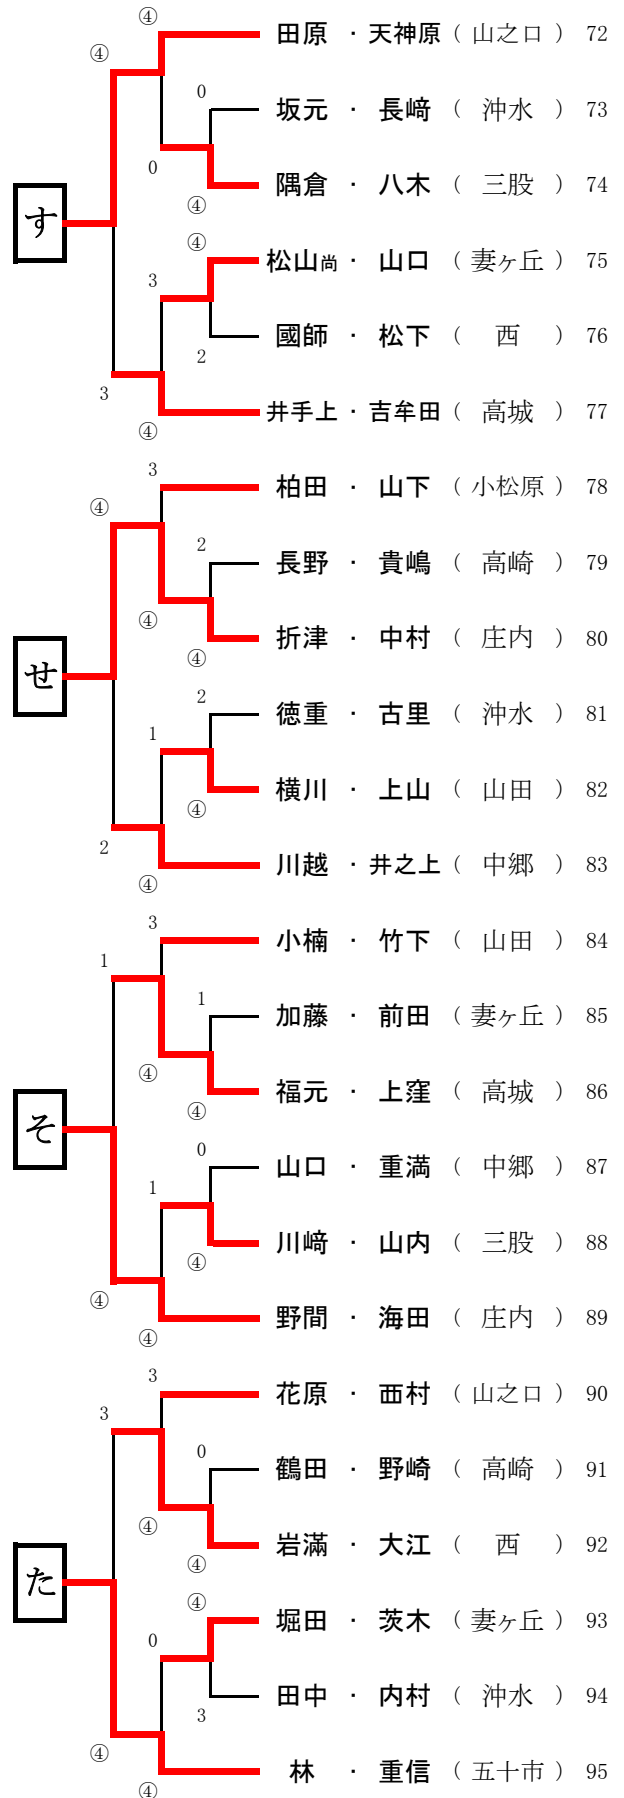 ④
田原 ・ 天神原 （ 山之口 ） 72
④
0
坂元 ・ 長﨑 （ 沖水 ） 73
0
隅倉 ・ 八木 （ 三股 ） 74
④
す
④
松山尚 ・ 山口 （ 妻ヶ丘 ） 75
3
國師 ・ 松下 （ 西 ） 76
2
3
井手上 ・ 吉牟田 （ 高城 ） 77
④
3
柏田 ・ 山下 （ 小松原 ） 78
④
2
長野 ・ 貴嶋 （ 高崎 ） 79
④
折津 ・ 中村 （ 庄内 ） 80
④
せ
2
徳重 ・ 古里 （ 沖水 ） 81
1
横川 ・ 上山 （ 山田 ） 82
④
2
川越 ・ 井之上 （ 中郷 ） 83
④
3
小楠 ・ 竹下 （ 山田 ） 84
1
1
加藤 ・ 前田 （ 妻ヶ丘 ） 85
④
福元 ・ 上窪 （ 高城 ） 86
④
そ
0
山口 ・ 重満 （ 中郷 ） 87
1
川﨑 ・ 山内 （ 三股 ） 88
④
④
野間 ・ 海田 （ 庄内 ） 89
④
3
花原 ・ 西村 （ 山之口 ） 90
3
0
鶴田 ・ 野崎 （ 高崎 ） 91
④
岩滿 ・ 大江 （ 西 ） 92
④
た
④
堀田 ・ 茨木 （ 妻ヶ丘 ） 93
0
田中 ・ 内村 （ 沖水 ） 94
3
④
林 ・ 重信 （ 五十市 ） 95
④